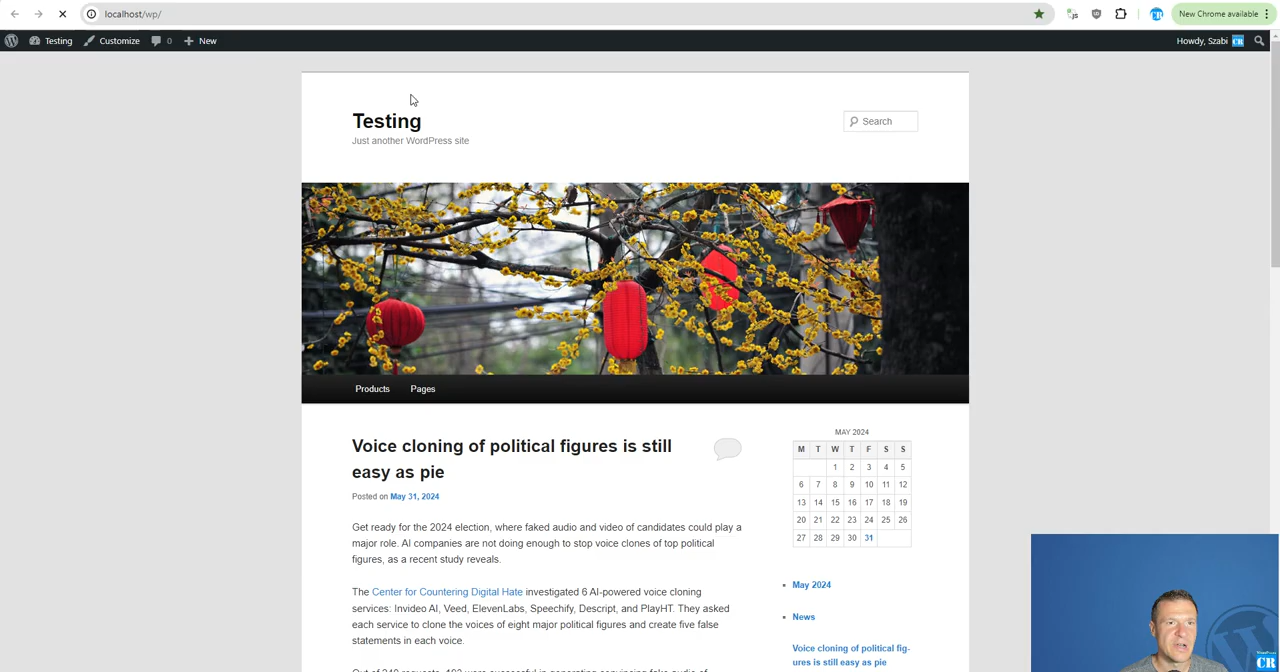 localhost/wp/
New Chrome available
Testing
Customize
0
New
Howdy, Szabi
CR
Testing
Just another WordPress site
Search
Products
Pages
Voice cloning of political figures is still
easy as pie
Posted on May 31, 2024
Get ready for the 2024 election, where faked audio and video of candidates could play a
major role. AI companies are not doing enough to stop voice clones of top political
figures, as a recent study reveals.
The Center for Countering Digital Hate investigated 6 AI-powered voice cloning
services: Invideo AI, Veed, ElevenLabs, Speechify, Descript, and PlayHT. They asked
each service to clone the voices of eight major political figures and create five false
statements in each voice.
MAY 2024
M T W T F S S
1 2 3 4 5
6 7 8 9 10 11 12
13 14 15 16 17 18 19
20 21 22 23 24 25 26
27 28 29 30 31
May 2024
News
Voice cloning of political fig-
ures is still easy as pie
CR